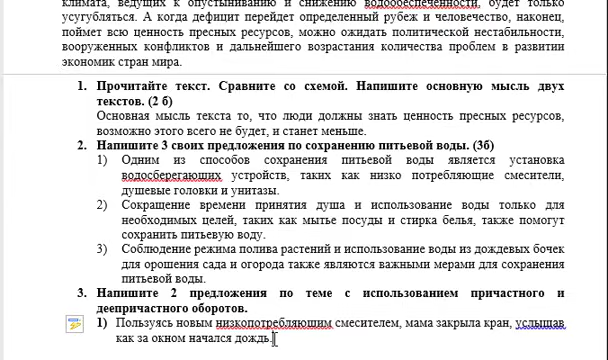 климата, ведущих к опустыниванию и снижению водообеспеченности, будет только
усугубляться. А когда дефицит перейдет определенный рубеж и человечество, наконец,
поймет всю ценность пресных ресурсов, можно ожидать политической нестабильности,
вооруженных конфликтов и дальнейшего возрастания количества проблем в развитии
экономик стран мира.
1. Прочитайте текст. Сравните со схемой. Напишите основную мысль двух
текстов. (2 б)
Основная мысль текста то, что люди должны знать ценность пресных ресурсов,
возможно этого всего не будет, и станет меньше.
2. Напишите 3 своих предложения по сохранению питьевой воды. (3б)
1) Одним из способов сохранения питьевой воды является установка
водосберегающих устройств, таких как низко потребляющие смесители,
душевые головки и унитазы.
2) Сокращение времени принятия душа и использование воды только для
необходимых целей, таких как мытье посуды и стирка белья, также помогут
сохранить питьевую воду.
3) Соблюдение режима полива растений и использование воды из дождевых бочек
для орошения сада и огорода также являются важными мерами для сохранения
питьевой воды.
3. Напишите 2 предложения по теме с использованием причастного и
деепричастного оборотов.
1) Пользуясь новым низкопотребляющим смесителем, мама закрыла кран, услышав
как за окном начался дождь.